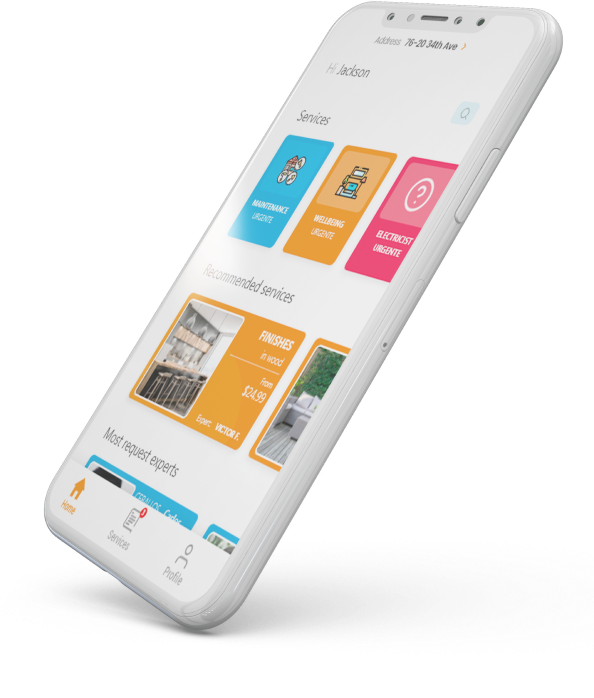 Address 76-20 34th Ave >
Hi Jackson
Services
MAINTENANCE
URGENTE
WELLBEING
URGENTE
ELECTRICIST
URGENTE
Recommended services
FINISHES
in wood
From
$24.99
Expert: VICTOR F.
Most request experts
Home
Services
Profile